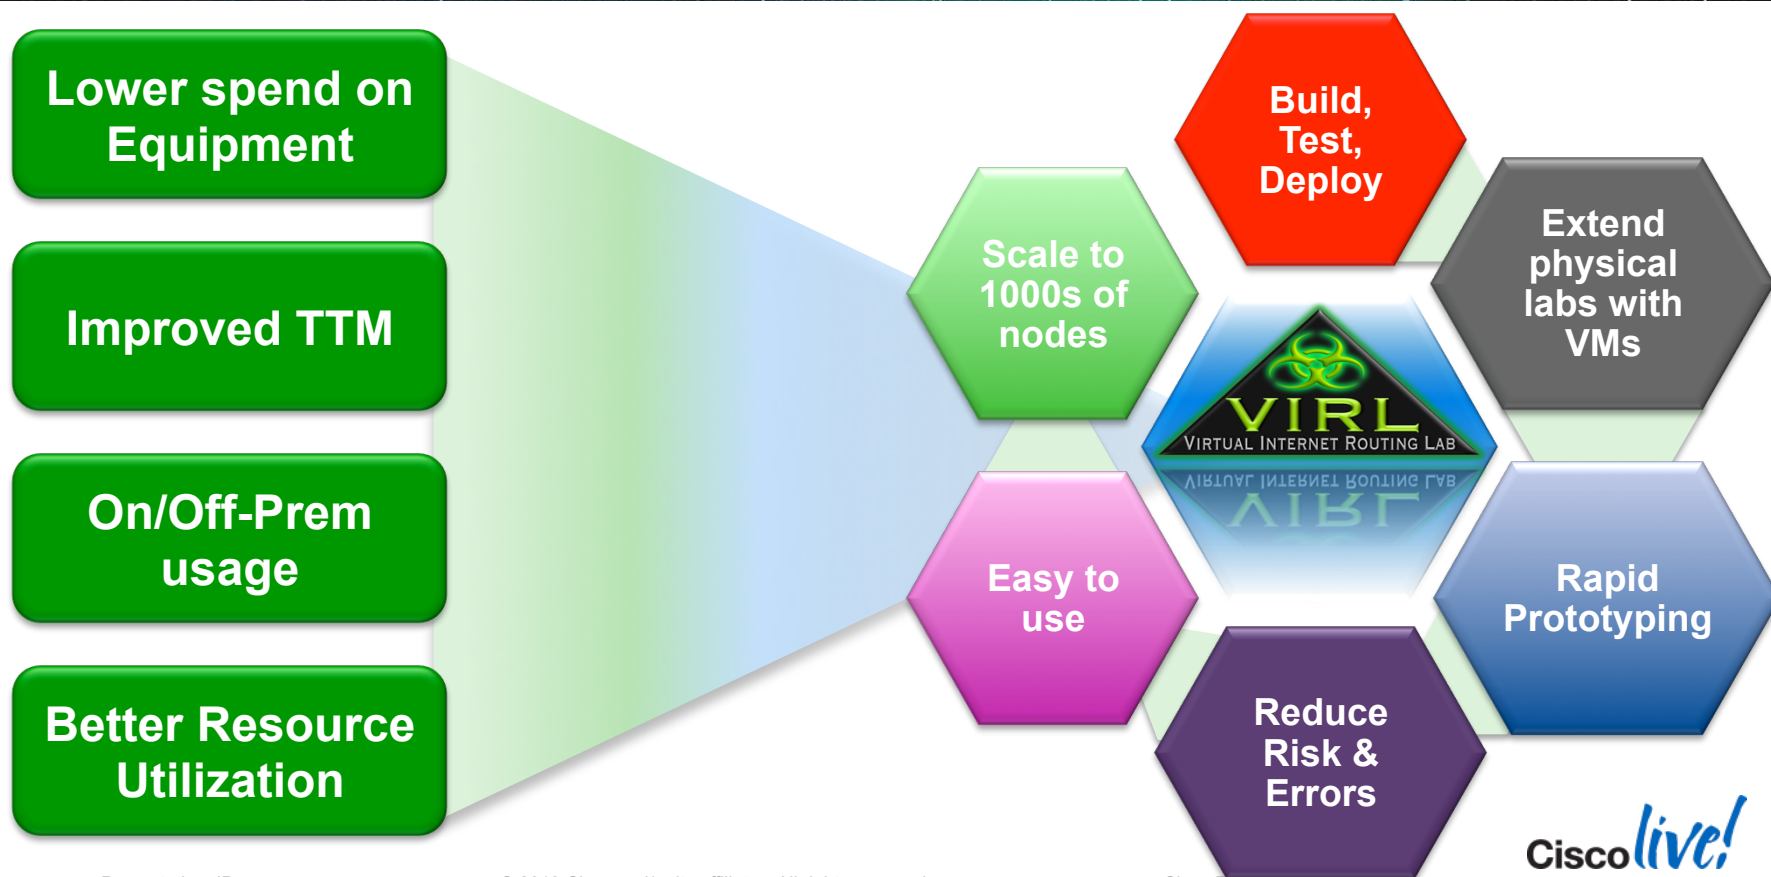 Lower spend on
Equipment
Improved TTM
On/Off-Prem
usage
Better Resource
Utilization
Build,
Test,
Deploy
Scale to
1000s of
nodes
Extend
physical
labs with
VMs
VIRL
VIRTUAL INTERNET ROUTING LAB
Easy to
use
Rapid
Prototyping
Reduce
Risk &
Errors
Cisco live!